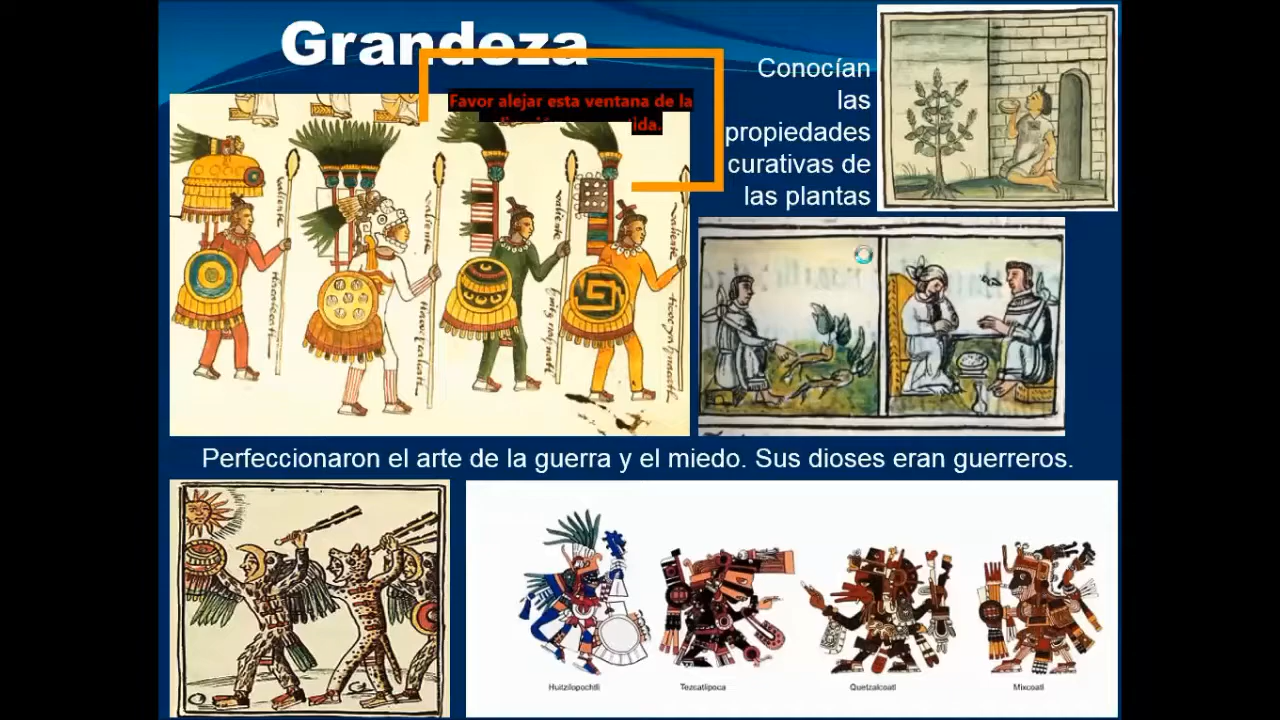 Grandeza
Favor alejar esta ventana de la
Conocían
las
propiedades
curativas de
las plantas
Perfeccionaron el arte de la guerra y el miedo. Sus dioses eran guerreros.
Huitzilopochtli
Tezcatlipoca
Quetzalcoatl
Mixcoatl